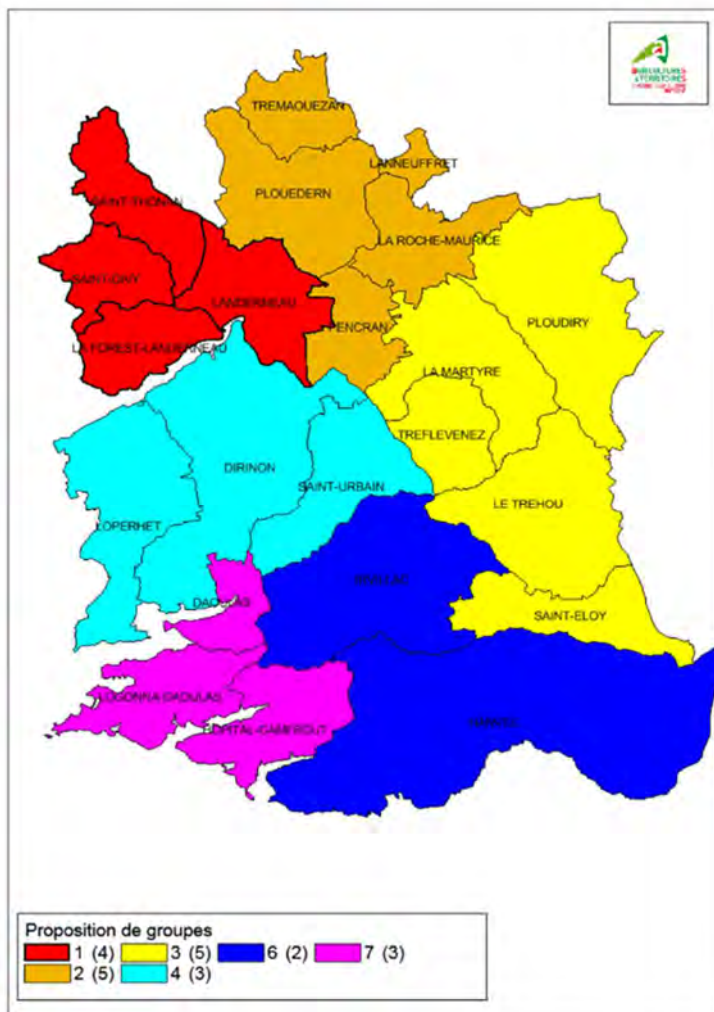 TREMAOUEZAN
LANNEUFFRET
PLOUEDERN
SAINT-THONAN
LA ROCHE-MAURICE
SAINT-DIVY
LANDERNEAU
PLOUDIRY
PENCRAN
LA FOREST-LANDERNEAU
LA MARTYRE
TREFLEVENEZ
DIRINON
SAINT-URBAIN
LE TREHOU
LOPERHET
IRVILLAC
DAOULAS
SAINT-ELOY
LOGONNA-DAOULAS
HANVEC
HOPITAL-CAMFROUT
Proposition de groupes
1 (4) 3 (5) 6 (2) 7 (3)
2 (5) 4 (3)